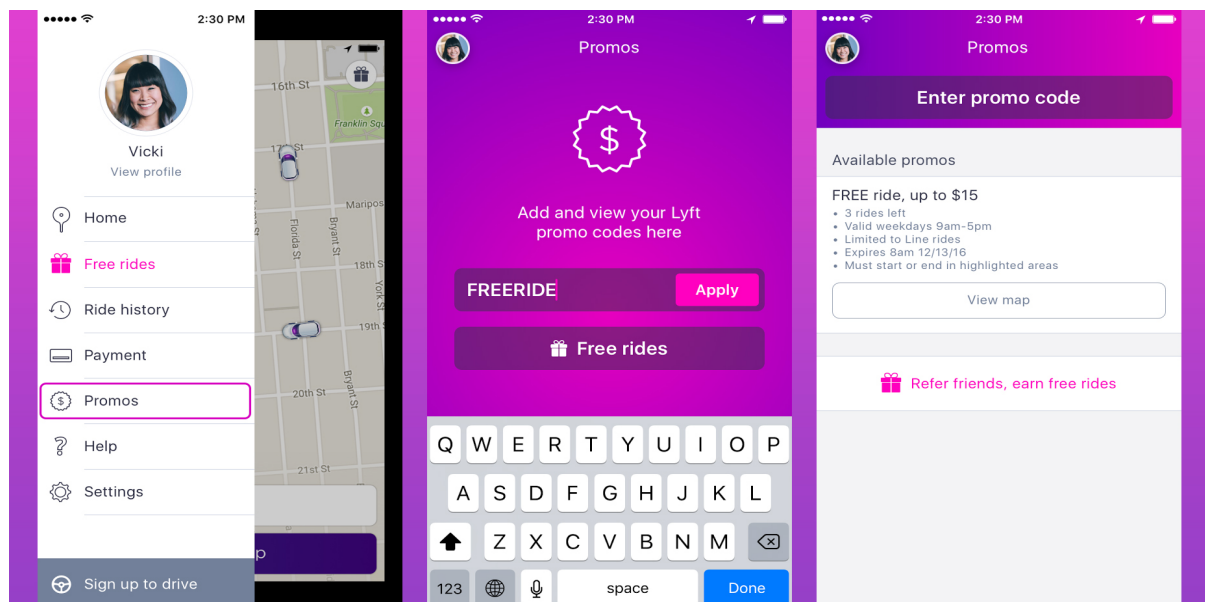 2:30 PM
Vicki
View profile
Home
Free rides
Ride history
Payment
Promos
Help
Settings
Sign up to drive
16th St
Franklin Squ
17th St
Maripos
Florida St
Bryant St
18th S
York St
19th
20th St
Bryant St
21st St
p
2:30 PM
Promos
$
Add and view your Lyft
promo codes here
FREERIDE
Apply
Free rides
Q W E R T Y U I O P
A S D F G H J K L
Z X C V B N M
123
space
Done
2:30 PM
Promos
Enter promo code
Available promos
FREE ride, up to $15
• 3 rides left
• Valid weekdays 9am-5pm
• Limited to Line rides
• Expires 8am 12/13/16
• Must start or end in highlighted areas
View map
Refer friends, earn free rides